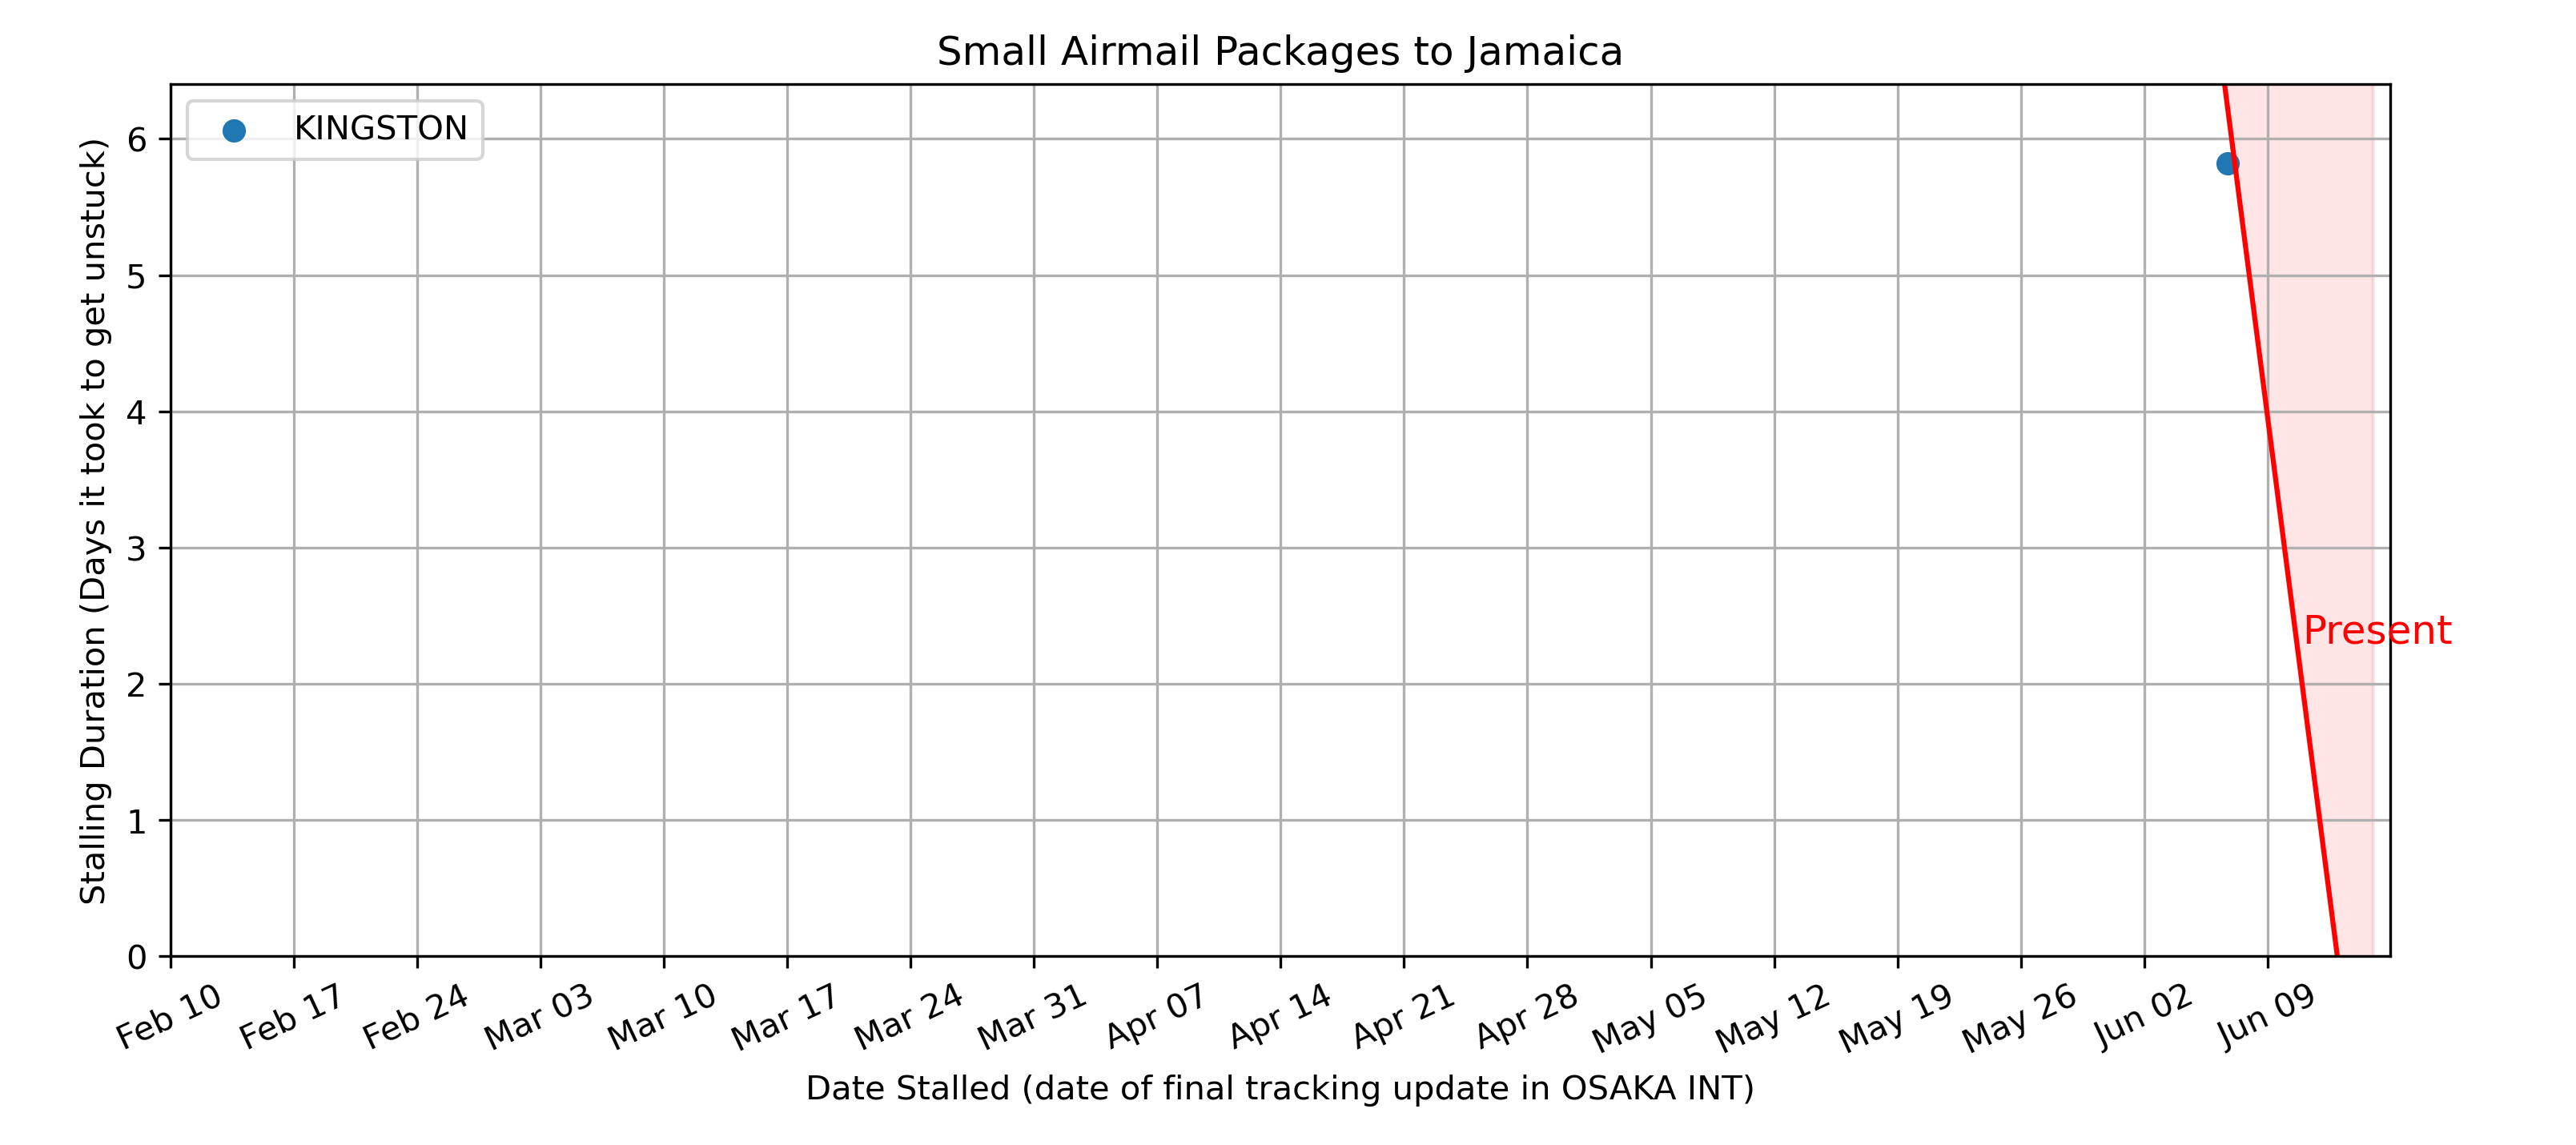 Small Airmail Packages to Jamaica
KINGSTON
Stalling Duration (Days it took to get unstuck)
6
5
4
3
2
1
0
Present
Feb 10
Feb 17
Feb 24
Mar 03
Mar 10
Mar 17
Mar 24
Mar 31
Apr 07
Apr 14
Apr 21
Apr 28
May 05
May 12
May 19
May 26
Jun 02
Jun 09
Date Stalled (date of final tracking update in OSAKA INT)